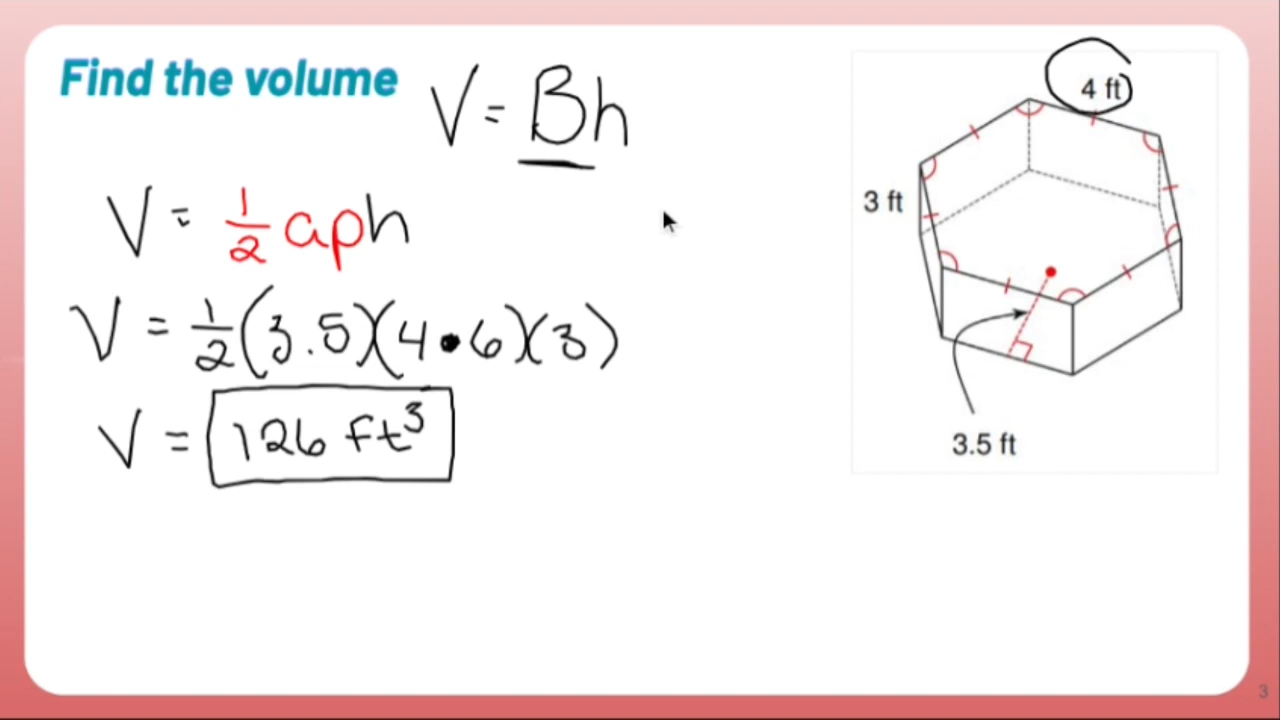 Find the volume
V = Bh
V = 1/2 aph
V = 1/2 (3.5)(4•6)(3)
V = 126 ft³
4 ft
3 ft
3.5 ft
3